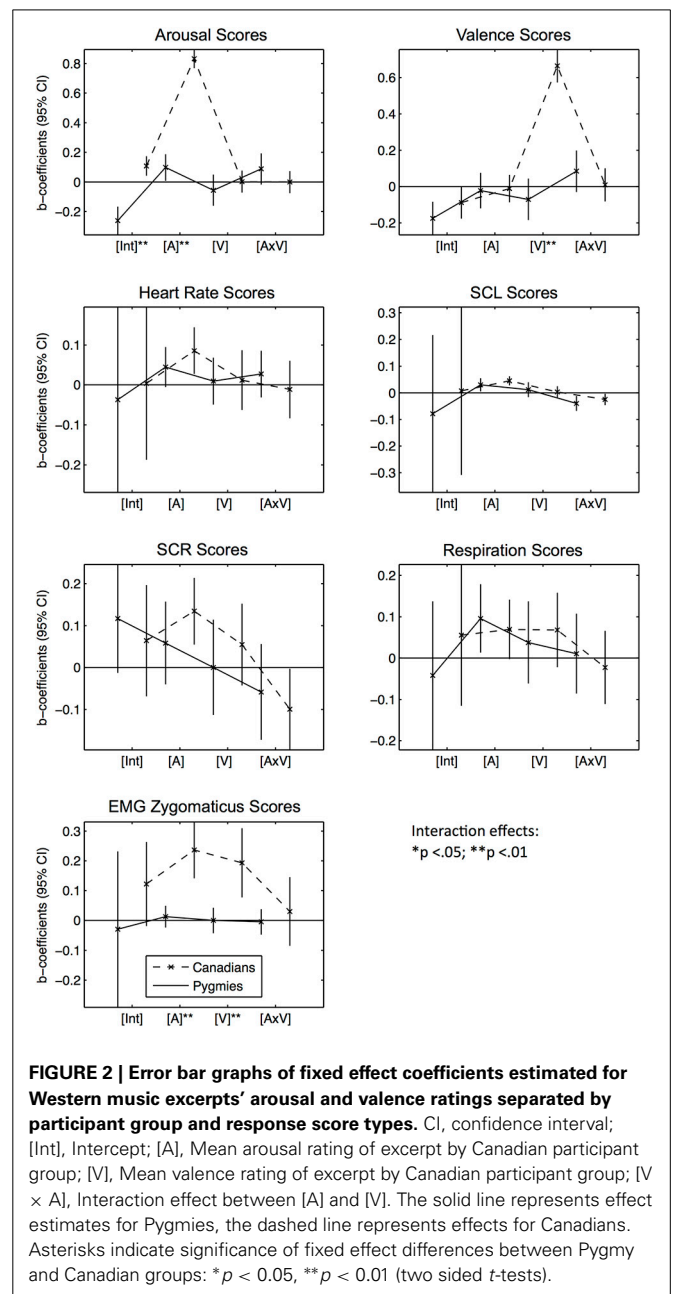 Arousal Scores
b−coefficients (95% CI)
0.8
0.6
0.4
0.2
0
−0.2
[Int]** [A]** [V] [AxV]
Valence Scores
0.6
0.4
0.2
0
−0.2
[Int] [A] [V]** [AxV]
Heart Rate Scores
b−coefficients (95% CI)
0.1
0
−0.1
−0.2
[Int] [A] [V] [AxV]
SCL Scores
0.3
0.2
0.1
0
−0.1
−0.2
−0.3
[Int] [A] [V] [AxV]
SCR Scores
b−coefficients (95% CI)
0.2
0.1
0
−0.1
[Int] [A] [V] [AxV]
Respiration Scores
0.2
0.1
0
−0.1
−0.2
[Int] [A] [V] [AxV]
EMG Zygomaticus Scores
b−coefficients (95% CI)
0.3
0.2
0.1
0
−0.1
−0.2
Canadians
Pygmies
[Int] [A]** [V]** [AxV]
Interaction effects:
*p <.05; **p <.01
FIGURE 2 | Error bar graphs of fixed effect coefficients estimated for
Western music excerpts’ arousal and valence ratings separated by
participant group and response score types. CI, confidence interval;
[Int], Intercept; [A], Mean arousal rating of excerpt by Canadian participant
group; [V], Mean valence rating of excerpt by Canadian participant group; [V
× A], Interaction effect between [A] and [V]. The solid line represents effect
estimates for Pygmies, the dashed line represents effects for Canadians.
Asterisks indicate significance of fixed effect differences between Pygmy
and Canadian groups: *p < 0.05, **p < 0.01 (two sided t-tests).